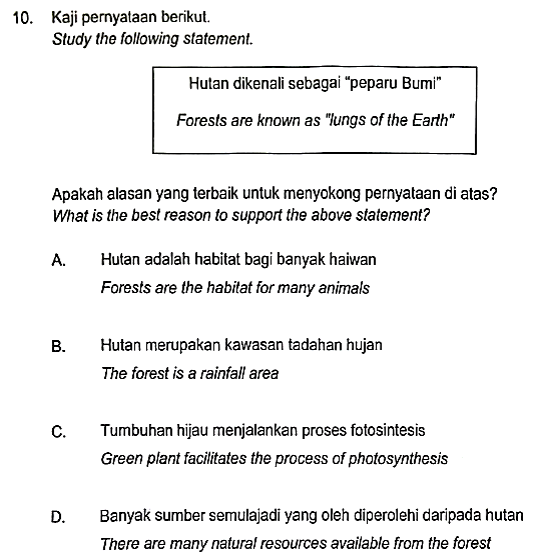 10. Kaji pernyataan berikut.
Study the following statement.
Hutan dikenali sebagai "peparu Bumi"
Forests are known as "lungs of the Earth"
Apakah alasan yang terbaik untuk menyokong pernyataan di atas?
What is the best reason to support the above statement?
A. Hutan adalah habitat bagi banyak haiwan
Forests are the habitat for many animals
B. Hutan merupakan kawasan tadahan hujan
The forest is a rainfall area
C. Tumbuhan hijau menjalankan proses fotosintesis
Green plant facilitates the process of photosynthesis
D. Banyak sumber semulajadi yang oleh diperolehi daripada hutan
There are many natural resources available from the forest